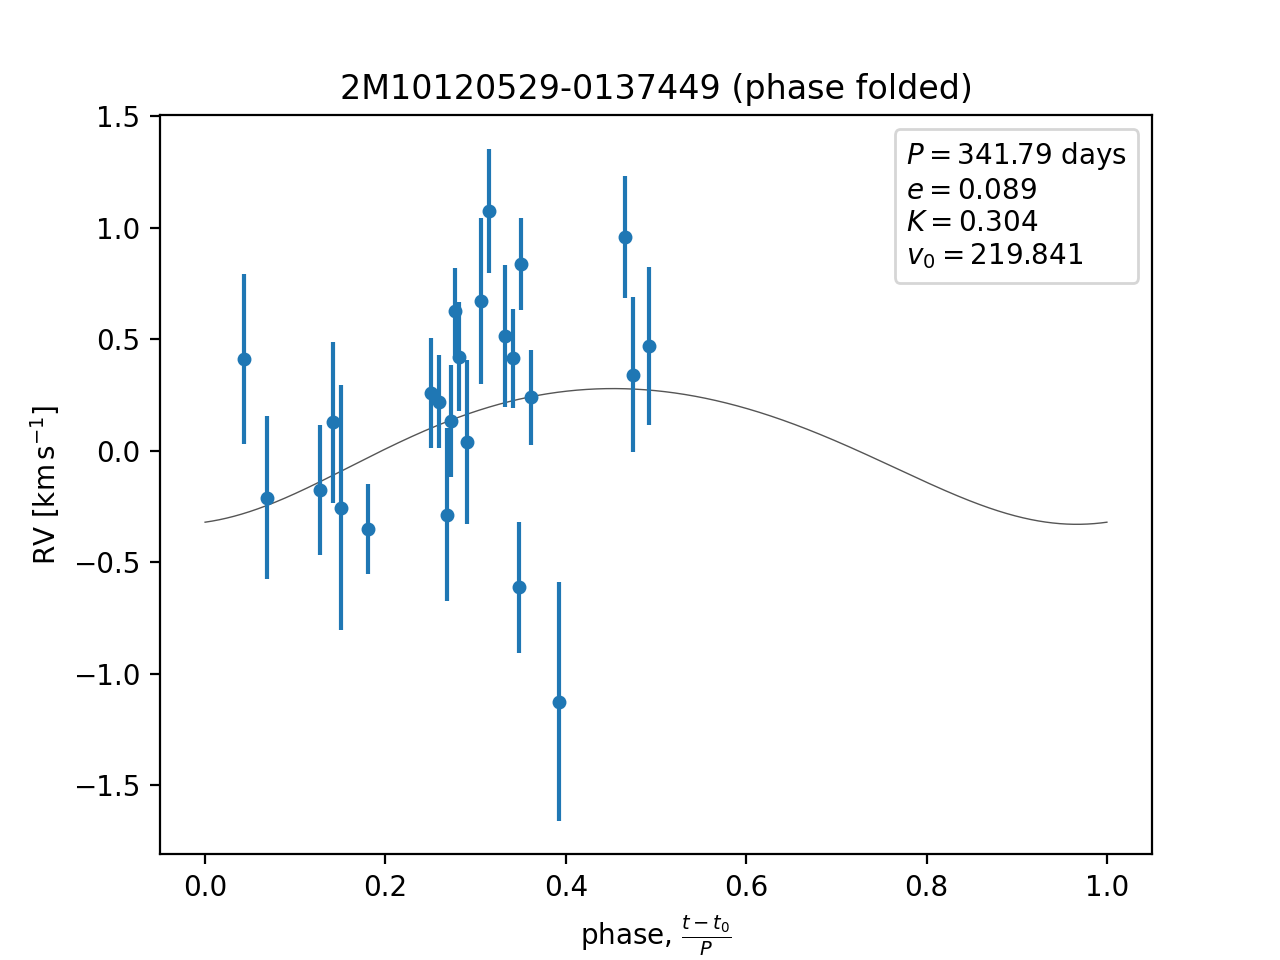 2M10120529-0137449 (phase folded)
P = 341.79 days
e = 0.089
K = 0.304
v₀ = 219.841
1.5
1.0
0.5
0.0
−0.5
−1.0
−1.5
RV [km s⁻¹]
0.0 0.2 0.4 0.6 0.8 1.0
phase, (t − t₀)/P